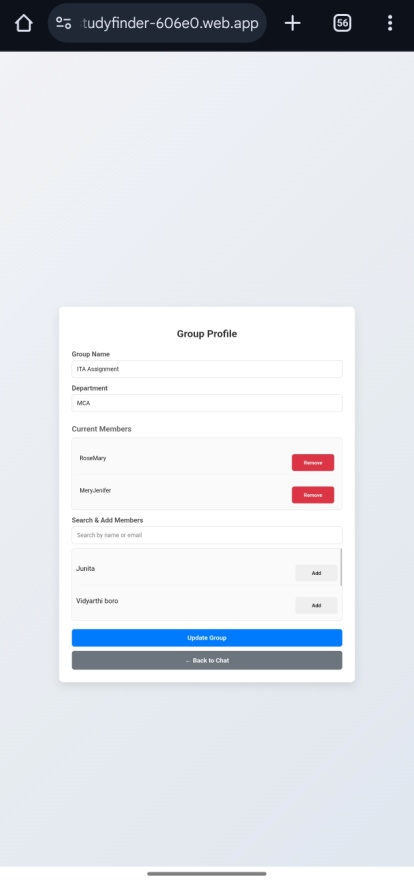 udyfinder-606e0.web.app
56
Group Profile
Group Name
ITA Assignment
Department
MCA
Current Members
RoseMary
Remove
MeryJenifer
Remove
Search & Add Members
Search by name or email
Junita
Add
Vidyarthi boro
Add
Update Group
← Back to Chat